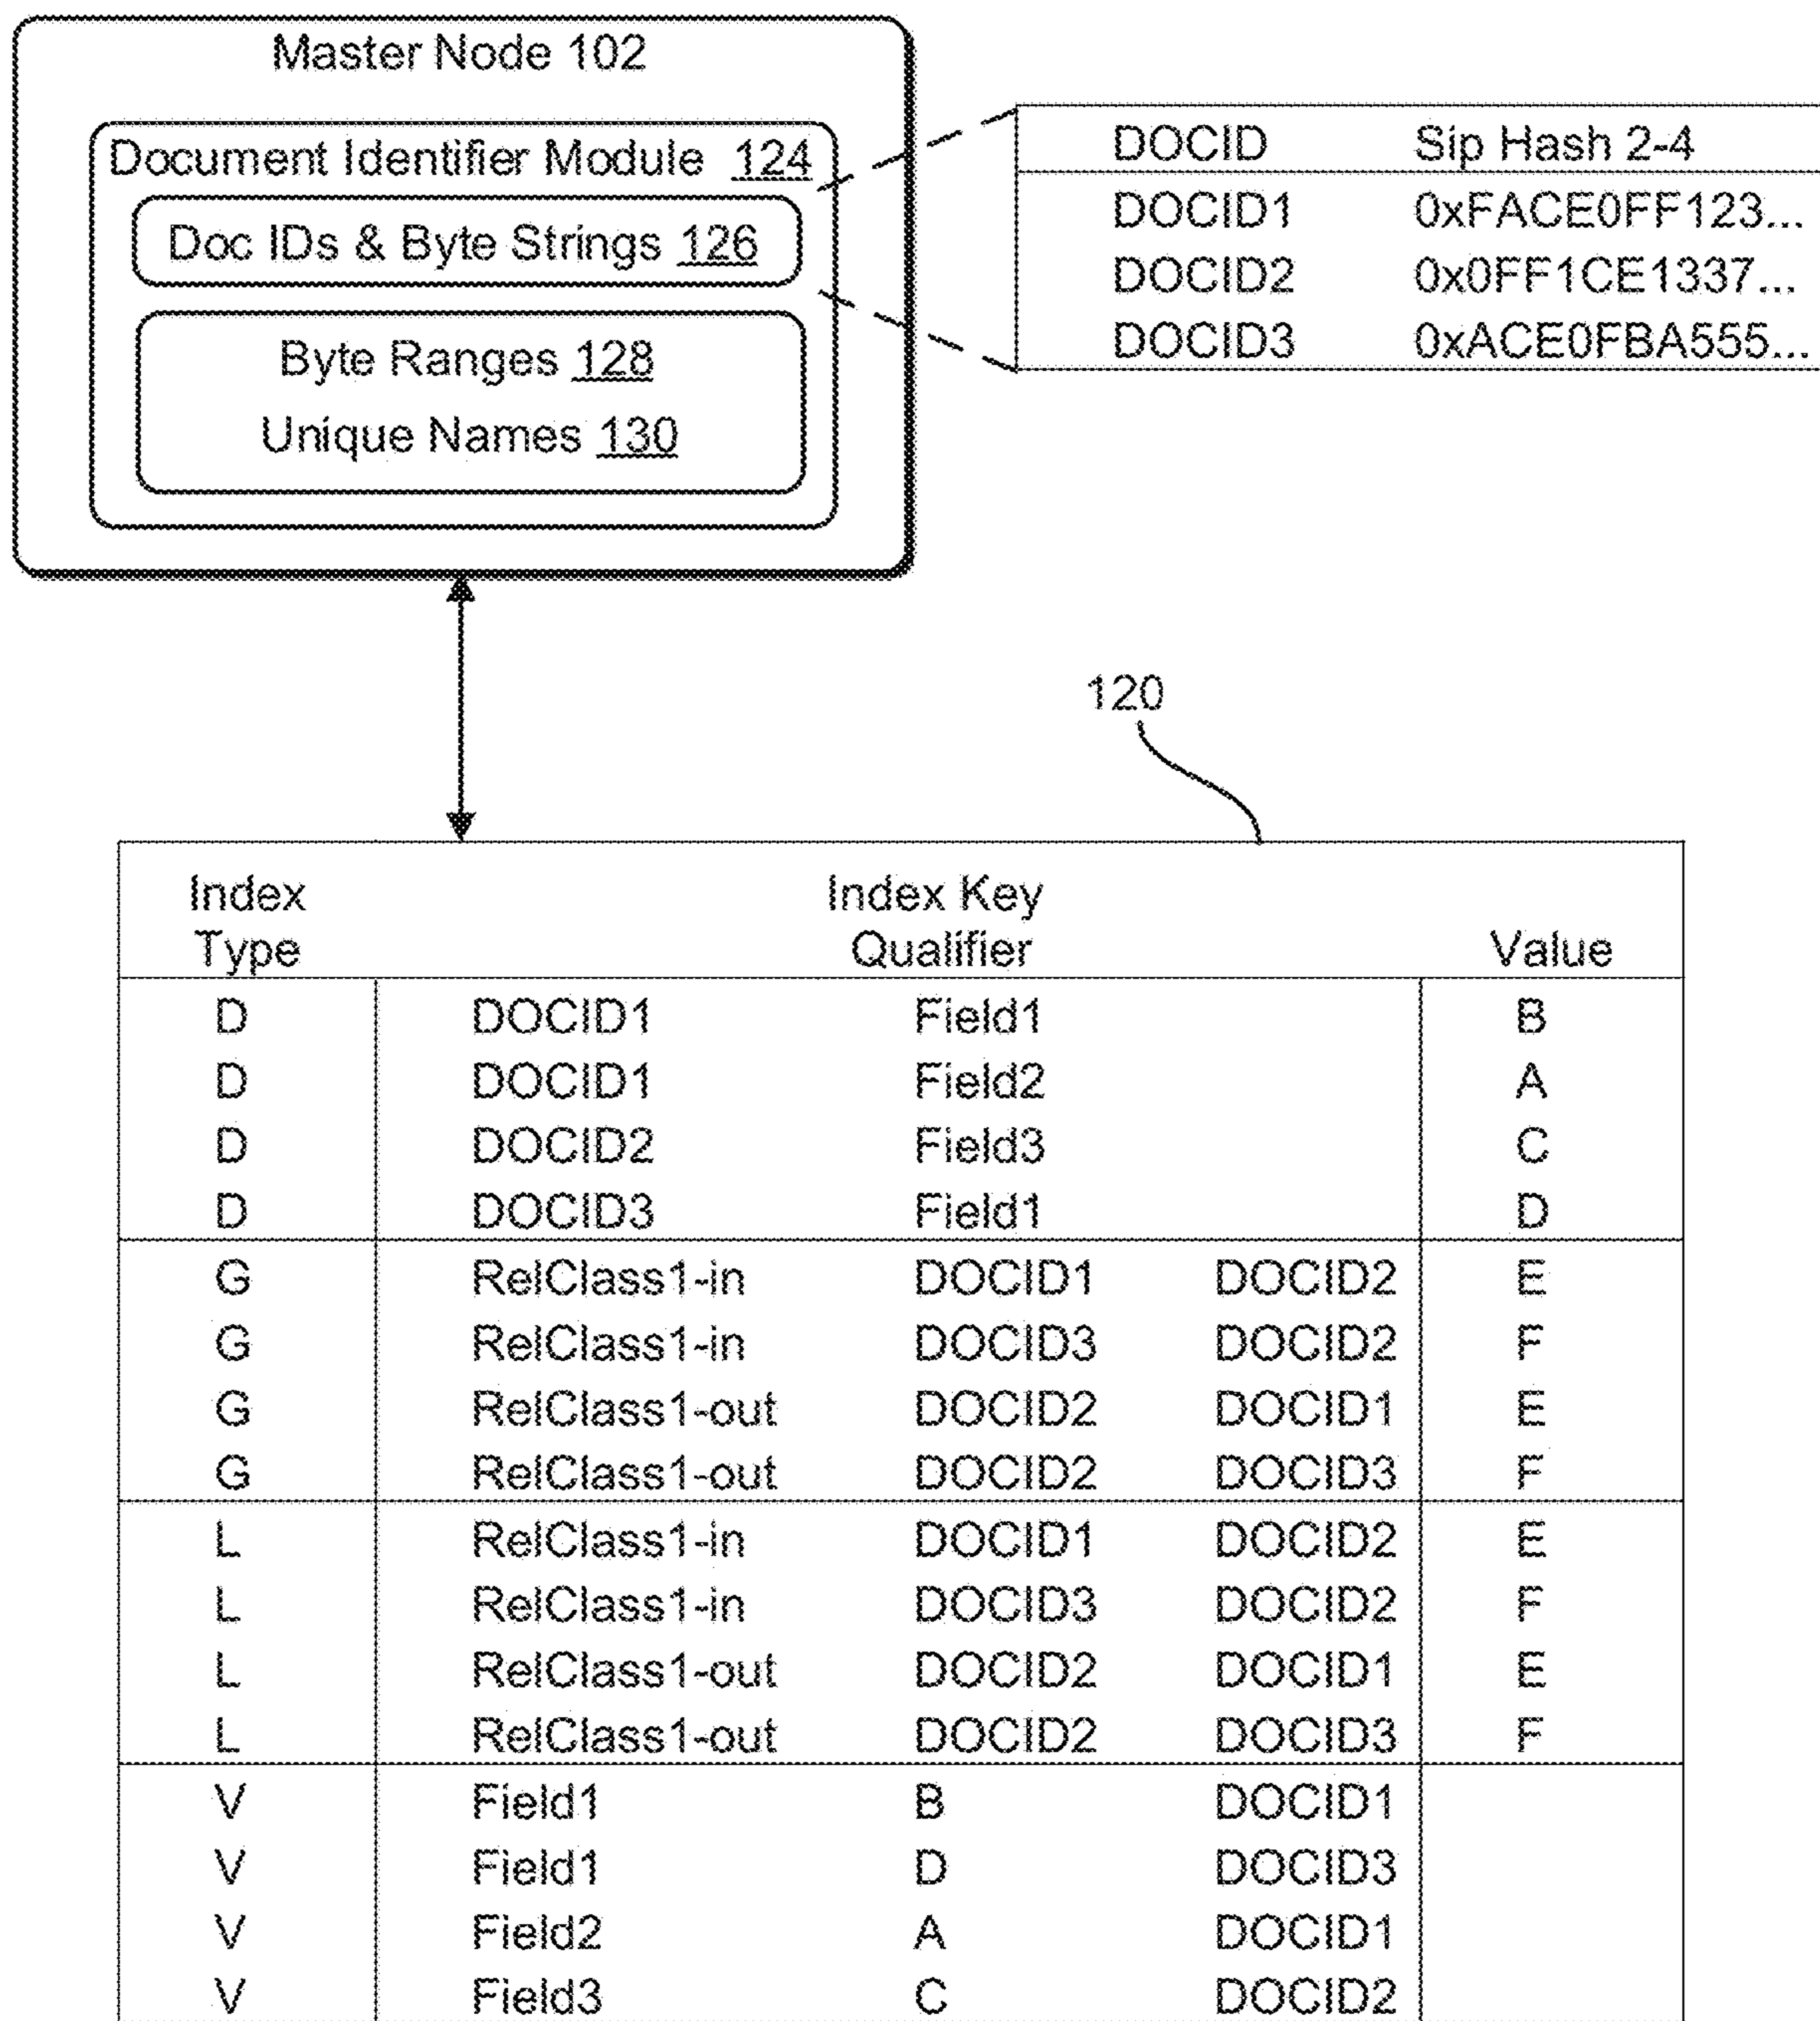 Master Node 102
Document Identifier Module 124
Doc IDs & Byte Strings 126
Byte Ranges 128
Unique Names 130
DOCID Sip Hash 2-4
DOCID1 0xFACE0FF123...
DOCID2 0x0FF1CE1337...
DOCID3 0xACE0FBA555...
120
Index Type Index Key Qualifier Value
D DOCID1 Field1 B
D DOCID1 Field2 A
D DOCID2 Field3 C
D DOCID3 Field1 D
G RelClass1-in DOCID1 DOCID2 E
G RelClass1-in DOCID3 DOCID2 F
G RelClass1-out DOCID2 DOCID1 E
G RelClass1-out DOCID2 DOCID3 F
L RelClass1-in DOCID1 DOCID2 E
L RelClass1-in DOCID3 DOCID2 F
L RelClass1-out DOCID2 DOCID1 E
L RelClass1-out DOCID2 DOCID3 F
V Field1 B DOCID1
V Field1 D DOCID3
V Field2 A DOCID1
V Field3 C DOCID2